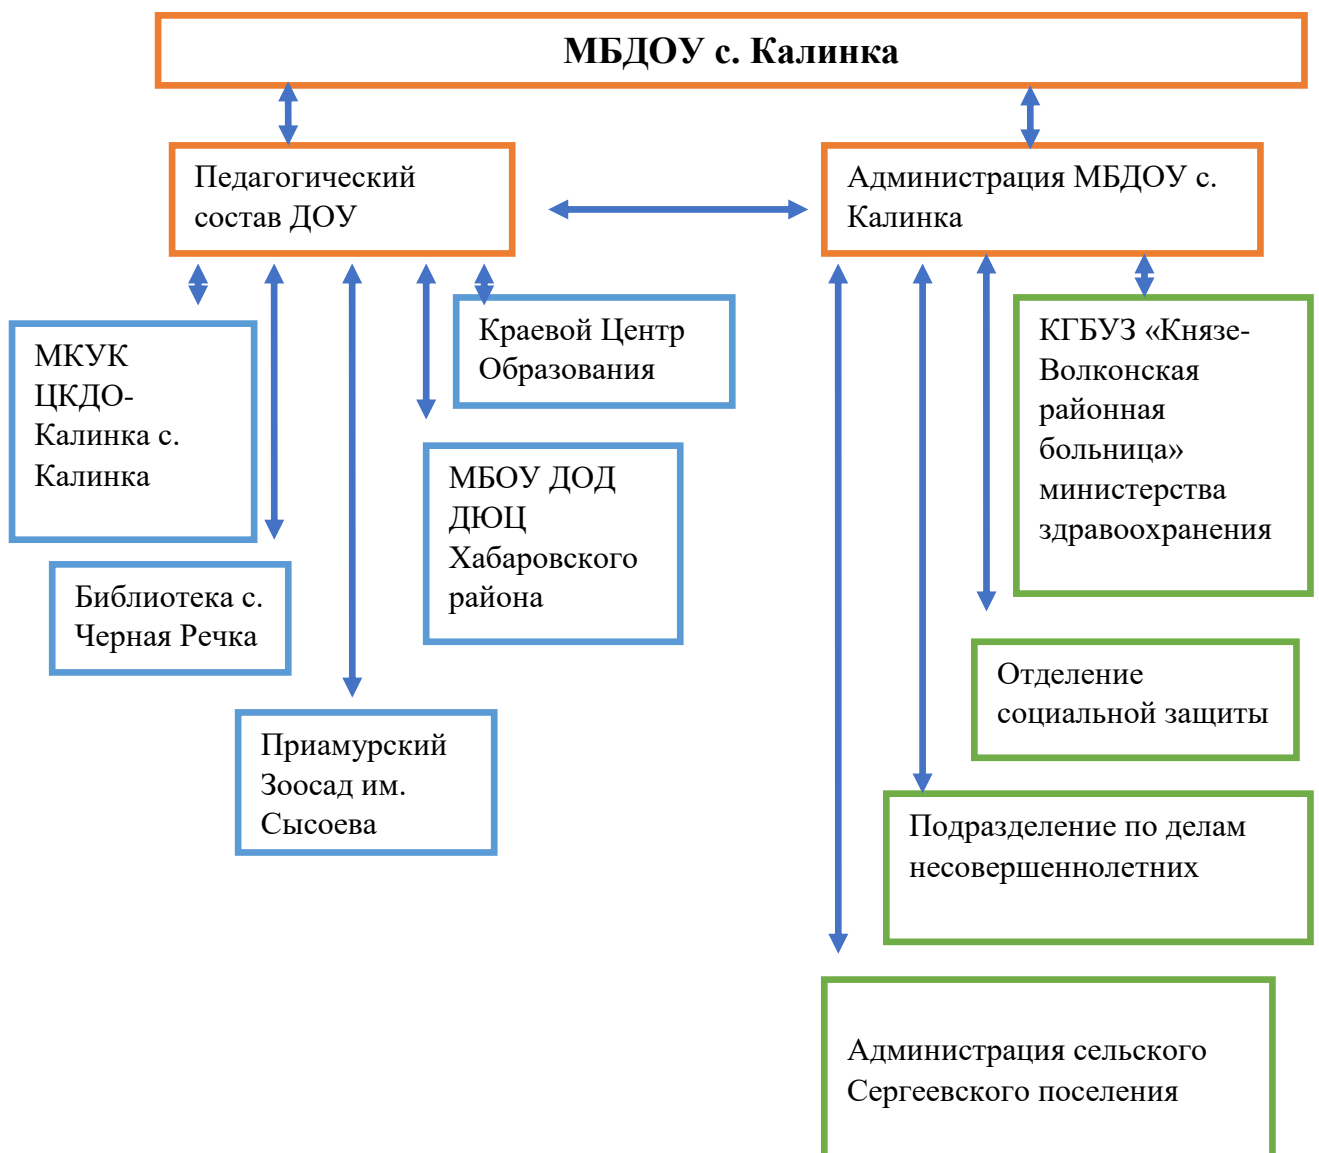 МБДОУ с. Калинка
Педагогический
состав ДОУ
Администрация МБДОУ с.
Калинка
МКУК
ЦКДО-
Калинка с.
Калинка
Краевой Центр
Образования
КГБУЗ «Князе-
Волконская
районная
больница»
министерства
здравоохранения
МБОУ ДОД
ДЮЦ
Хабаровского
района
Библиотека с.
Черная Речка
Отделение
социальной защиты
Приамурский
Зоосад им.
Сысоева
Подразделение по делам
несовершеннолетних
Администрация сельского
Сергеевского поселения